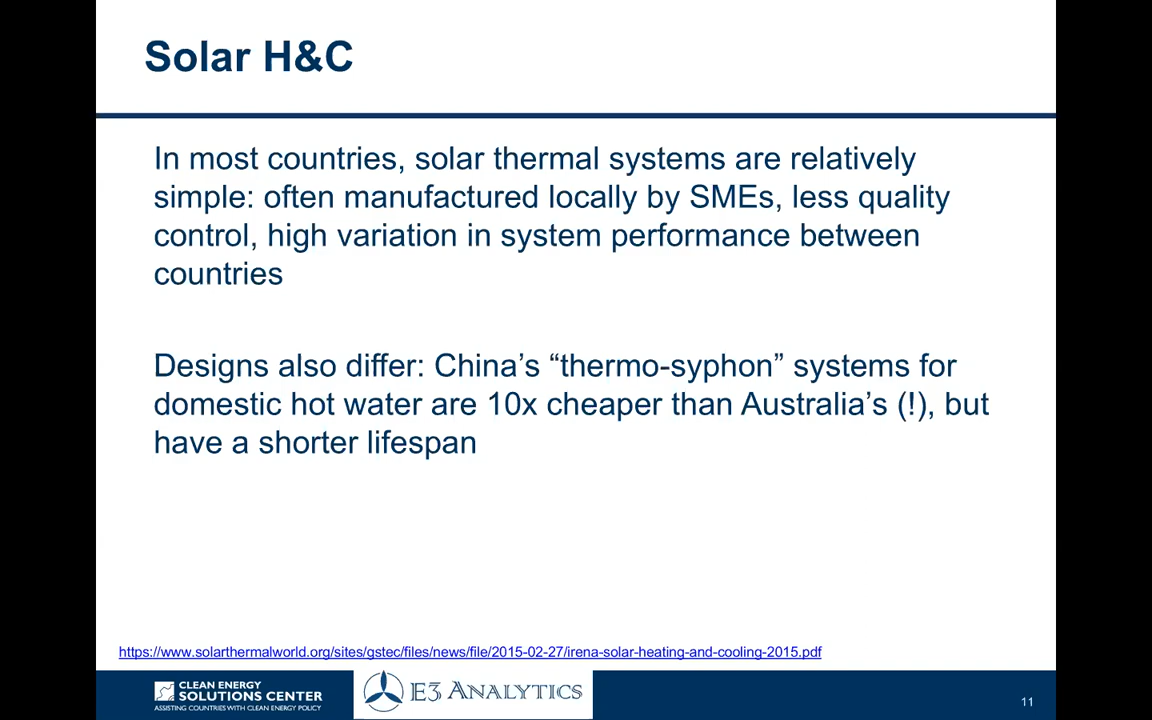 Solar H&C
In most countries, solar thermal systems are relatively
simple: often manufactured locally by SMEs, less quality
control, high variation in system performance between
countries
Designs also differ: China’s “thermo-syphon” systems for
domestic hot water are 10x cheaper than Australia’s (!), but
have a shorter lifespan
https://www.solarthermalworld.org/sites/gstec/files/news/file/2015-02-27/irena-solar-heating-and-cooling-2015.pdf
CLEAN ENERGY
SOLUTIONS CENTER
ASSISTING COUNTRIES WITH CLEAN ENERGY POLICY
E3 ANALYTICS
11